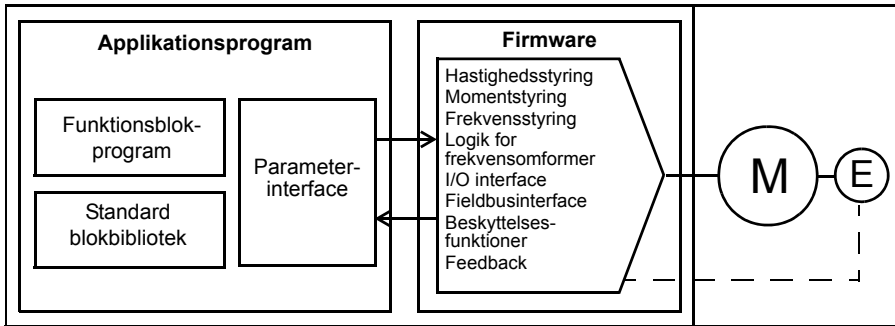 Applikationsprogram
Funktionsblok-
program
Standard
blokbibliotek
Parameter-
interface
Firmware
Hastighedsstyring
Momentstyring
Frekvensstyring
Logik for
frekvensomformer
I/O interface
Fieldbusinterface
Beskyttelses-
funktioner
Feedback
M
E